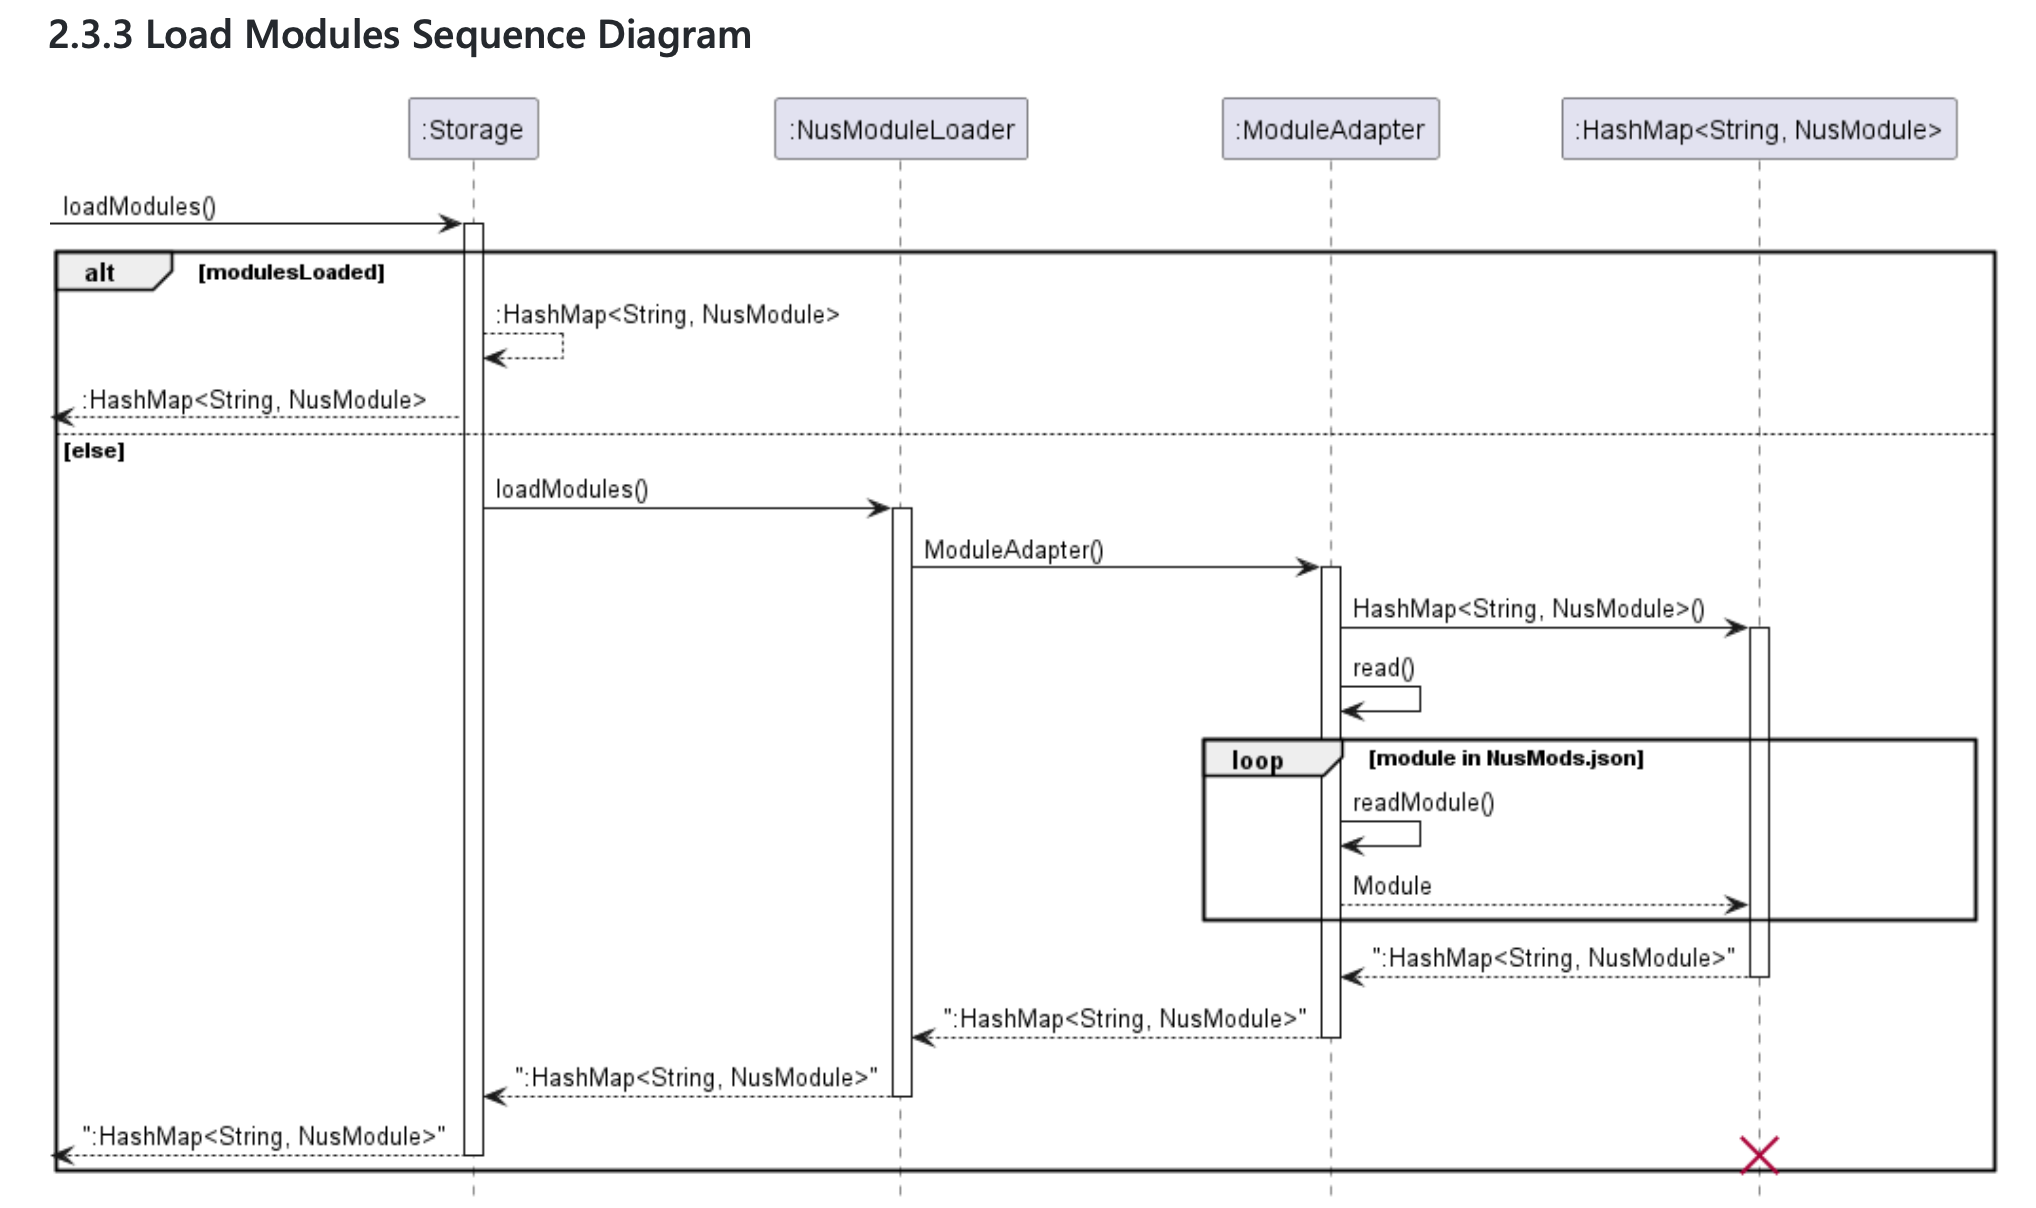 2.3.3 Load Modules Sequence Diagram
:Storage
:NusModuleLoader
:ModuleAdapter
:HashMap<String, NusModule>
loadModules()
alt
[modulesLoaded]
:HashMap<String, NusModule>
:HashMap<String, NusModule>
[else]
loadModules()
ModuleAdapter()
HashMap<String, NusModule>()
read()
loop
[module in NusMods.json]
readModule()
Module
":HashMap<String, NusModule>"
":HashMap<String, NusModule>"
":HashMap<String, NusModule>"
":HashMap<String, NusModule>"